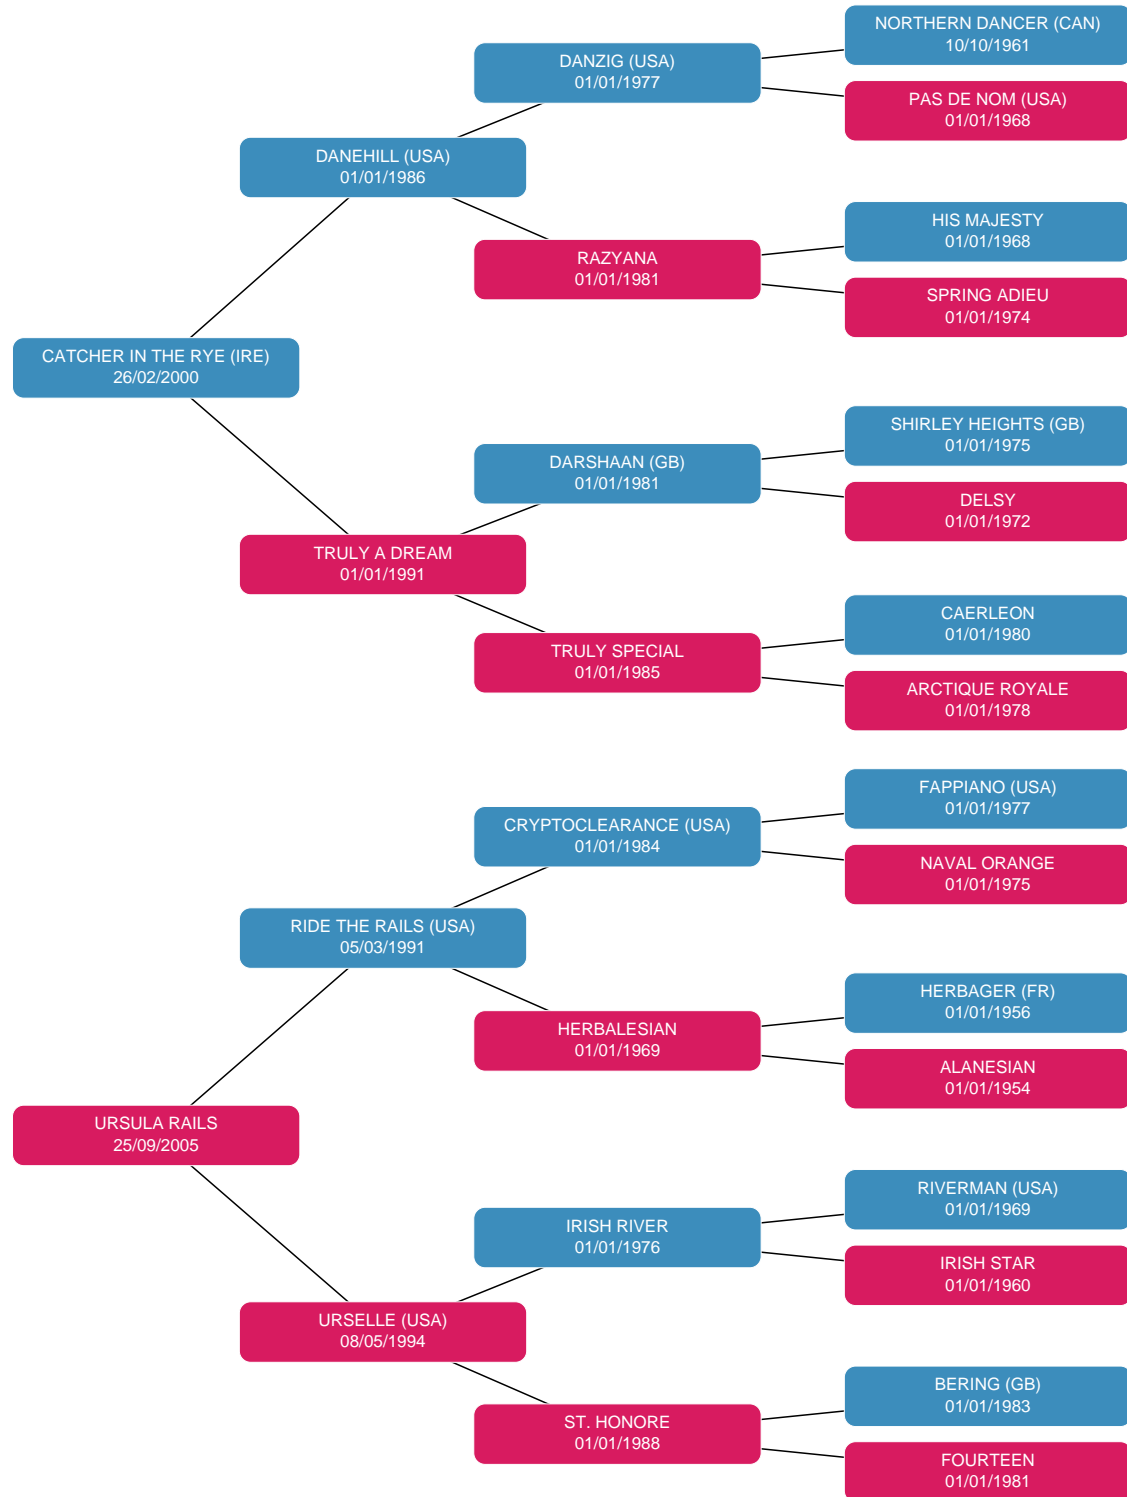 NORTHERN DANCER (CAN)
10/10/1961
DANZIG (USA)
01/01/1977
PAS DE NOM (USA)
01/01/1968
DANEHILL (USA)
01/01/1986
HIS MAJESTY
01/01/1968
RAZYANA
01/01/1981
SPRING ADIEU
01/01/1974
CATCHER IN THE RYE (IRE)
26/02/2000
SHIRLEY HEIGHTS (GB)
01/01/1975
DARSHAAN (GB)
01/01/1981
DELSY
01/01/1972
TRULY A DREAM
01/01/1991
CAERLEON
01/01/1980
TRULY SPECIAL
01/01/1985
ARCTIQUE ROYALE
01/01/1978
FAPPIANO (USA)
01/01/1977
CRYPTOCLEARANCE (USA)
01/01/1984
NAVAL ORANGE
01/01/1975
RIDE THE RAILS (USA)
05/03/1991
HERBAGER (FR)
01/01/1956
HERBALESIAN
01/01/1969
ALANESIAN
01/01/1954
URSULA RAILS
25/09/2005
RIVERMAN (USA)
01/01/1969
IRISH RIVER
01/01/1976
IRISH STAR
01/01/1960
URSELLE (USA)
08/05/1994
BERING (GB)
01/01/1983
ST. HONORE
01/01/1988
FOURTEEN
01/01/1981